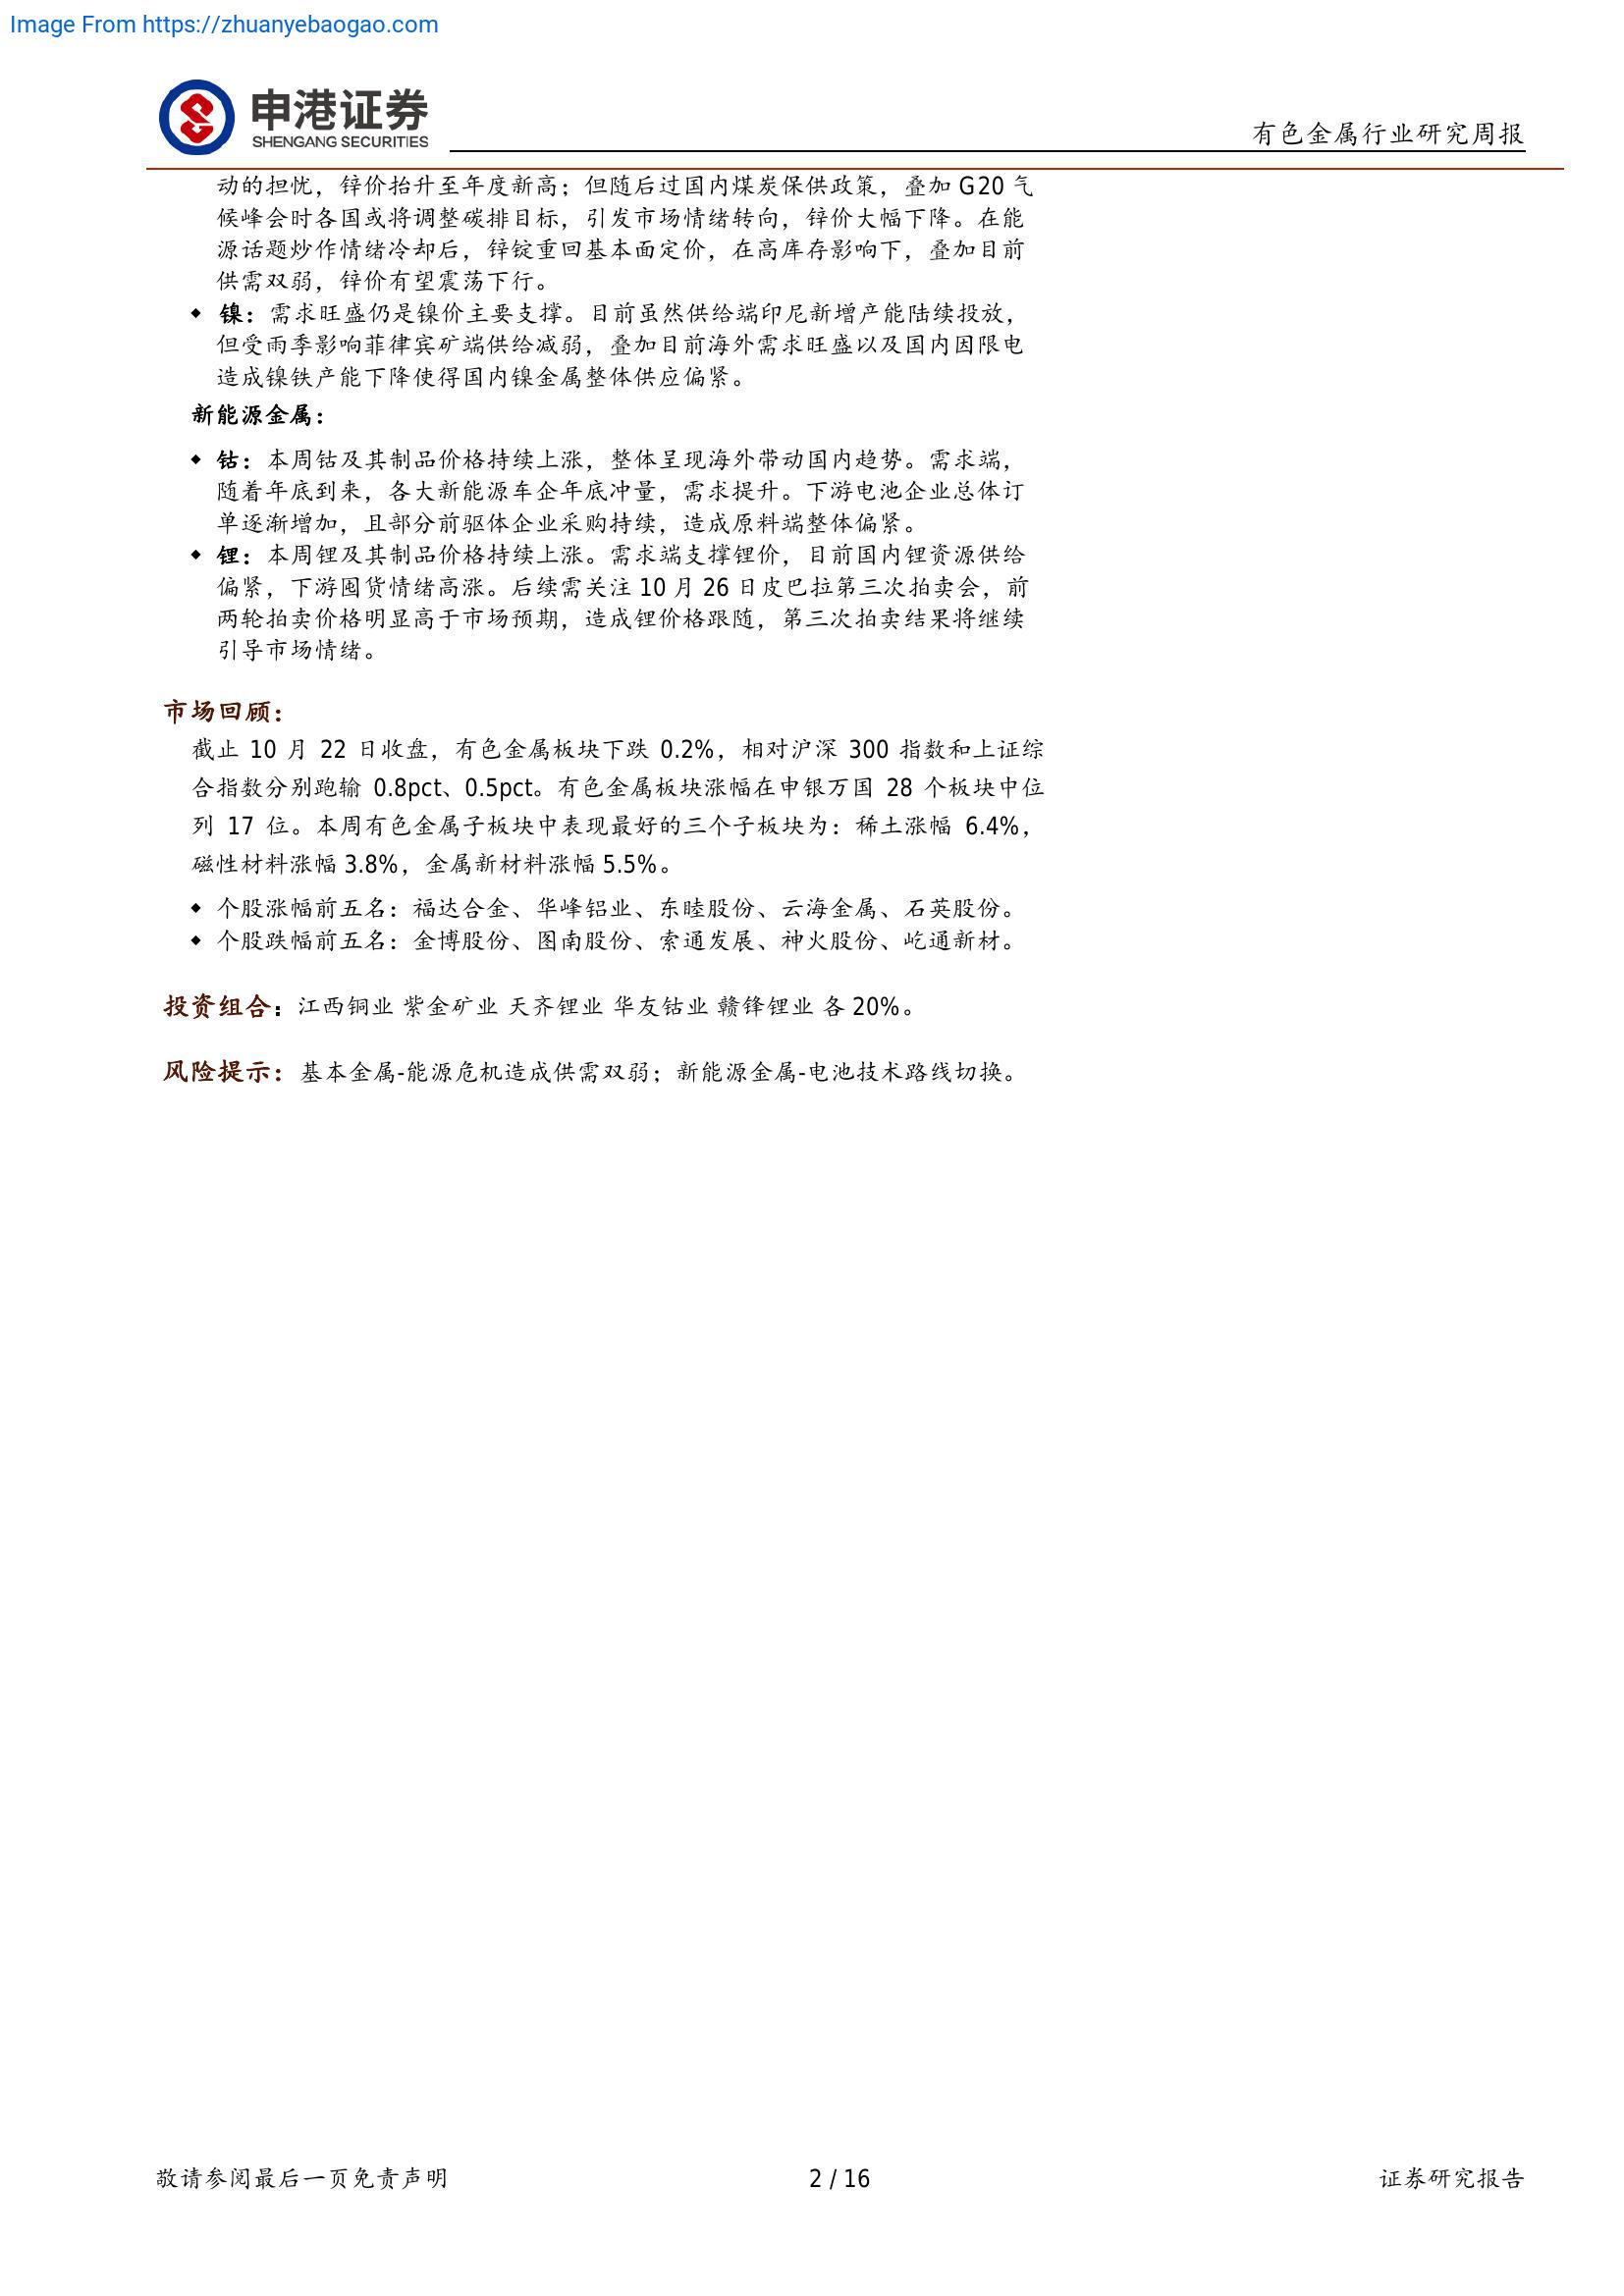 Image From https://zhuanyebaogao.com
申港证券
SHENGANG SECURITIES
有色金属行业研究周报
动的担忧，锌价抬升至年度新高；但随后过国内煤炭保供政策，叠加 G20 气
候峰会时各国或将调整碳排目标，引发市场情绪转向，锌价大幅下降。在能
源话题炒作情绪冷却后，锌锭重回基本面定价，在高库存影响下，叠加目前
供需双弱，锌价有望震荡下行。
◆ 镍：需求旺盛仍是镍价主要支撑。目前虽然供给端印尼新增产能陆续投放，
但受雨季影响菲律宾矿端供给减弱，叠加目前海外需求旺盛以及国内因限电
造成镍铁产能下降使得国内镍金属整体供应偏紧。
新能源金属：
◆ 钴：本周钴及其制品价格持续上涨，整体呈现海外带动国内趋势。需求端，
随着年底到来，各大新能源车企年底冲量，需求提升。下游电池企业总体订
单逐渐增加，且部分前驱体企业采购持续，造成原料端整体偏紧。
◆ 锂：本周锂及其制品价格持续上涨。需求端支撑锂价，目前国内锂资源供给
偏紧，下游囤货情绪高涨。后续需关注 10 月 26 日皮巴拉第三次拍卖会，前
两轮拍卖价格明显高于市场预期，造成锂价格跟随，第三次拍卖结果将继续
引导市场情绪。
市场回顾：
截止 10 月 22 日收盘，有色金属板块下跌 0.2%，相对沪深 300 指数和上证综
合指数分别跑输 0.8pct、0.5pct。有色金属板块涨幅在申银万国 28 个板块中位
列 17 位。本周有色金属子板块中表现最好的三个子板块为：稀土涨幅 6.4%，
磁性材料涨幅 3.8%，金属新材料涨幅 5.5%。
◆ 个股涨幅前五名：福达合金、华峰铝业、东睦股份、云海金属、石英股份。
◆ 个股跌幅前五名：金博股份、图南股份、索通发展、神火股份、屹通新材。
投资组合：江西铜业 紫金矿业 天齐锂业 华友钴业 赣锋锂业 各 20%。
风险提示：基本金属-能源危机造成供需双弱；新能源金属-电池技术路线切换。
敬请参阅最后一页免责声明
2 / 16
证券研究报告